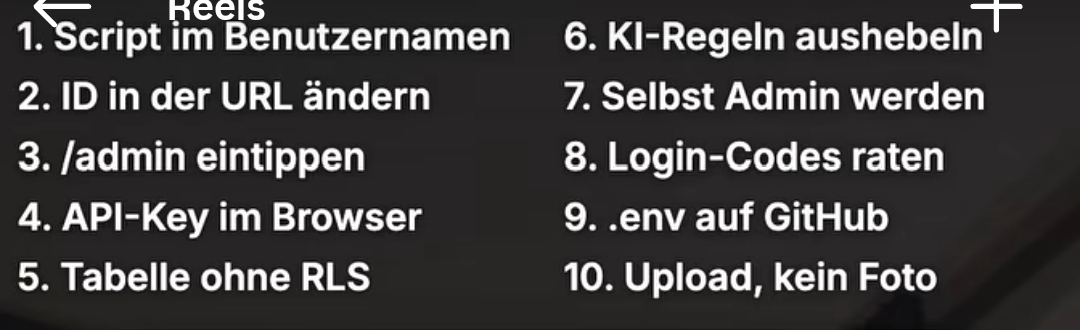 Reels
1. Script im Benutzernamen
2. ID in der URL ändern
3. /admin eintippen
4. API-Key im Browser
5. Tabelle ohne RLS
6. KI-Regeln aushebeln
7. Selbst Admin werden
8. Login-Codes raten
9. .env auf GitHub
10. Upload, kein Foto